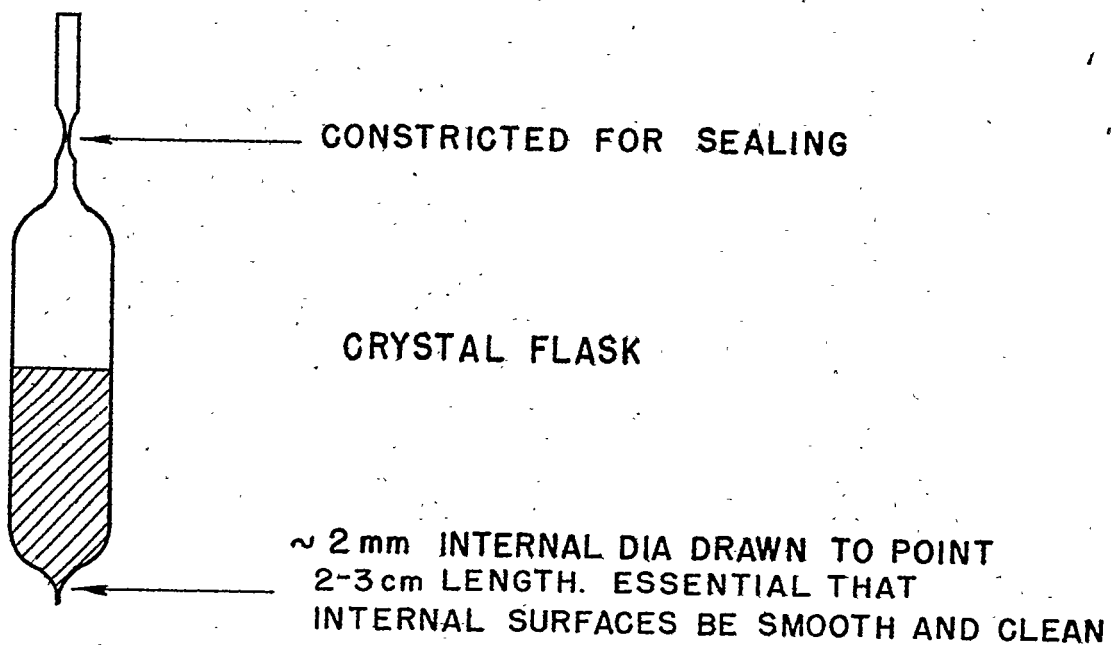 CONSTRICTED FOR SEALING
CRYSTAL FLASK
~ 2 mm INTERNAL DIA DRAWN TO POINT
2-3 cm LENGTH. ESSENTIAL THAT
INTERNAL SURFACES BE SMOOTH AND CLEAN